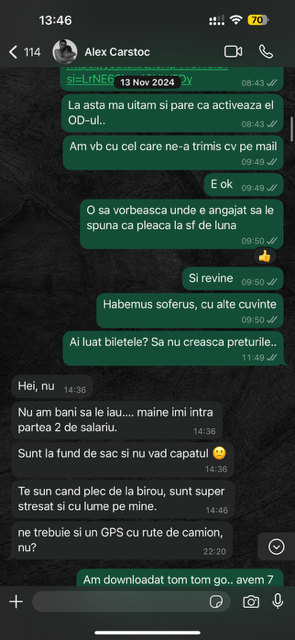 13:46
70
114
Alex Carstoc
13 Nov 2024
08:43
La asta ma uitam si pare ca activeaza el
OD-ul..
08:43
Am vb cu cel care ne-a trimis cv pe mail
09:49
E ok
09:49
O sa vorbeasca unde e angajat sa le
spuna ca pleaca la sf de luna
09:50
👍
Si revine
09:50
Habemus soferus, cu alte cuvinte
09:50
Ai luat biletele? Sa nu creasca preturile..
11:49
Hei, nu
14:36
Nu am bani sa le iau.... maine imi intra
partea 2 de salariu.
14:36
Sunt la fund de sac si nu vad capatul 🙁
14:36
Te sun cand plec de la birou, sunt super
stresat si cu lume pe mine.
14:46
ne trebuie si un GPS cu rute de camion,
nu?
22:20
Am downloadat tom tom go.. avem 7